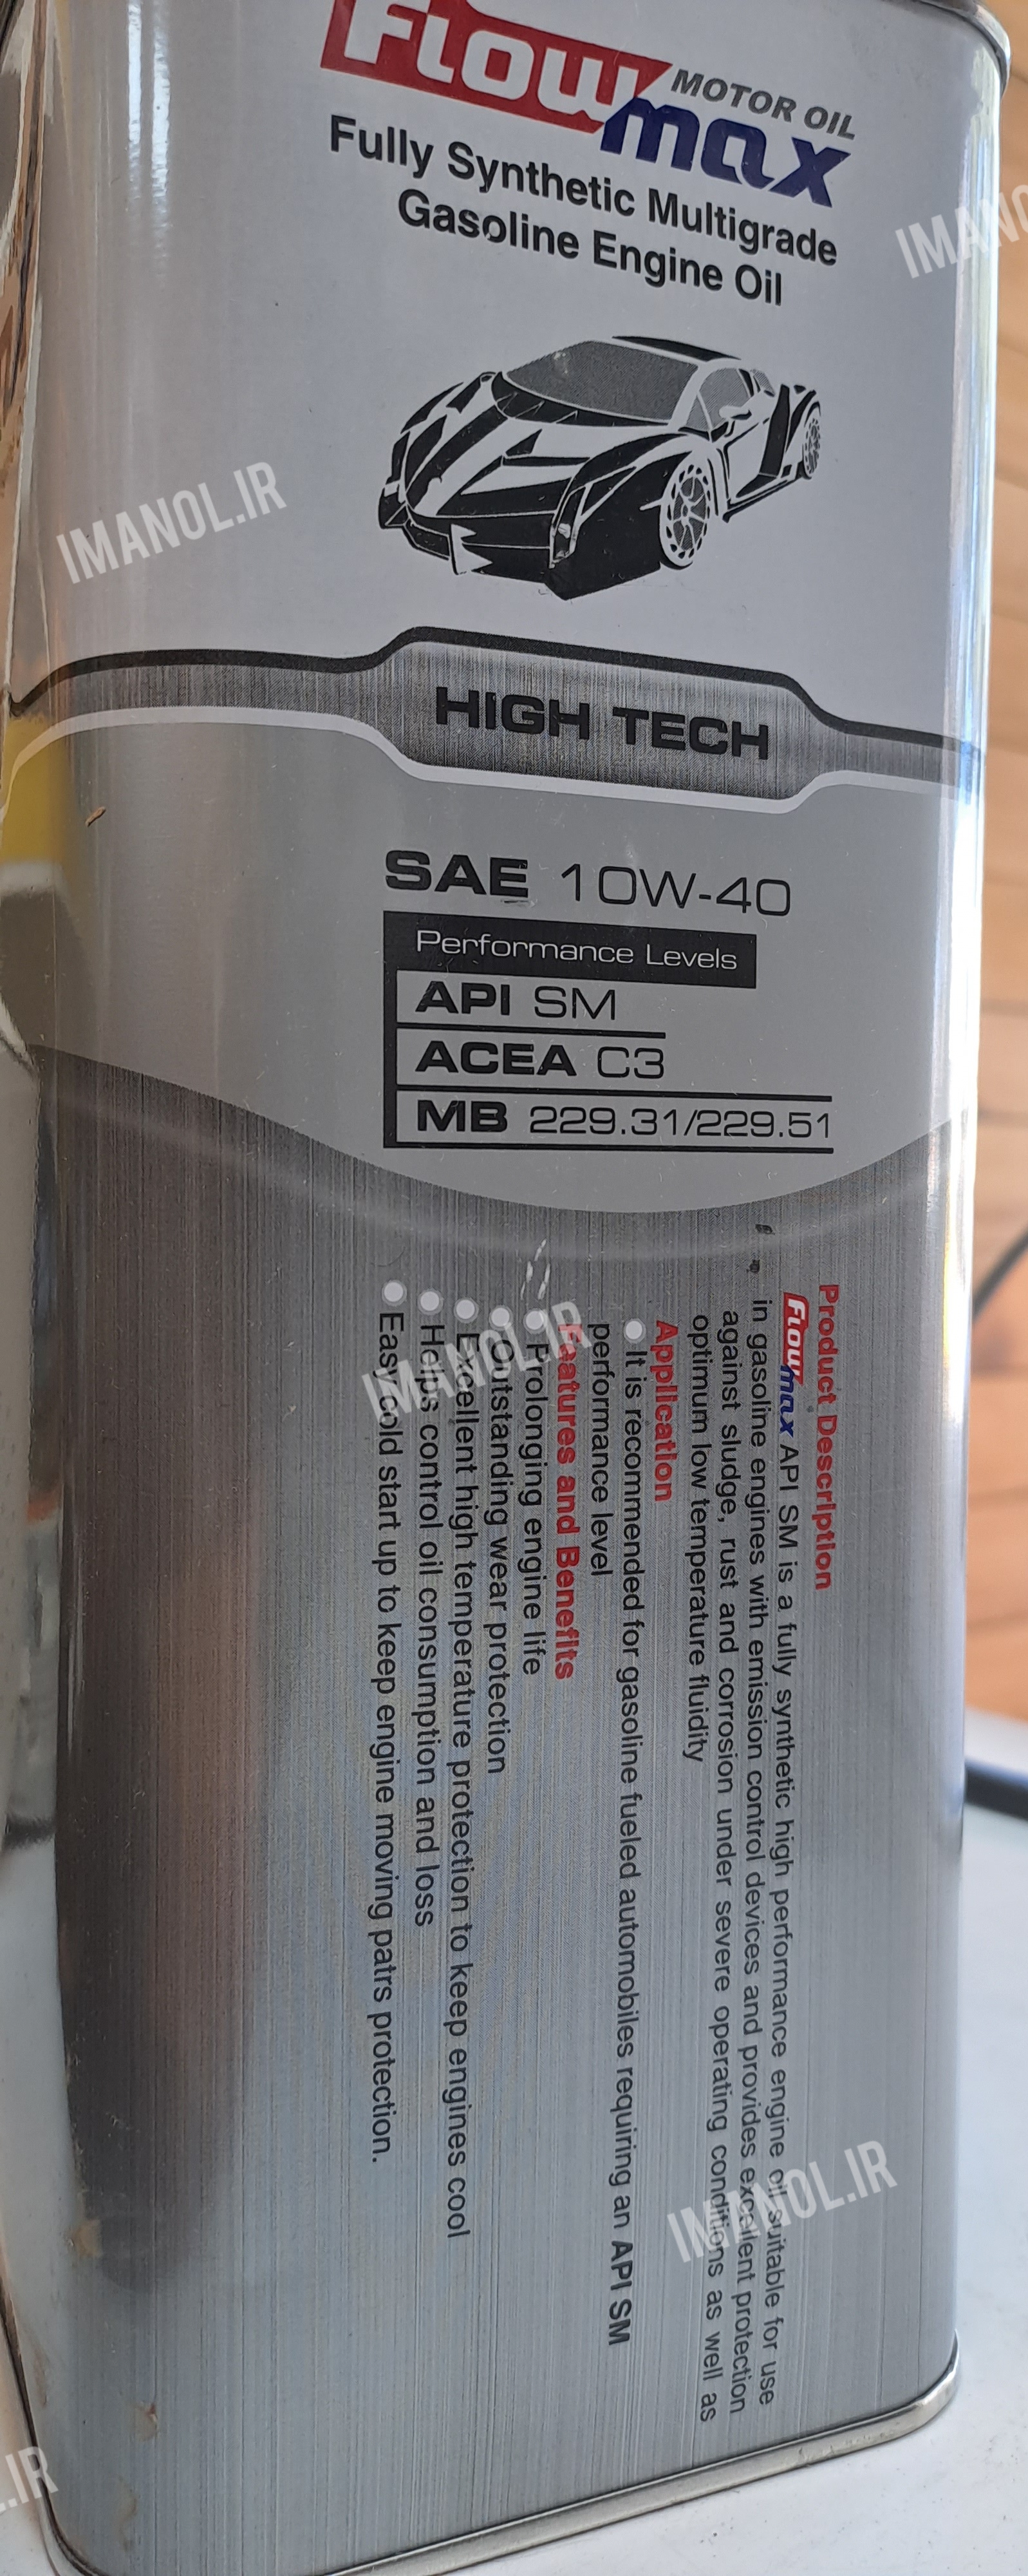 Flow
MOTOR OIL
max
Fully Synthetic Multigrade
Gasoline Engine Oil
HIGH TECH
SAE 10W-40
Performance Levels
API SM
ACEA C3
MB 229.31/229.51
Product Description
Flowmax API SM is a fully synthetic high performance engine oil suitable for use
in gasoline engines with emission control devices and provides excellent protection
against sludge, rust and corrosion under severe operating conditions as well as
optimum low temperature fluidity
Application
It is recommended for gasoline fueled automobiles requiring an API SM
performance level
Features and Benefits
Prolonging engine life
Outstanding wear protection
Excellent high temperature protection to keep engines cool
Helps control oil consumption and loss
Easy cold start up to keep engine moving patrs protection.
IMANOL.IR
IMANOL.IR
IMANOL.IR
IMANO
.IR